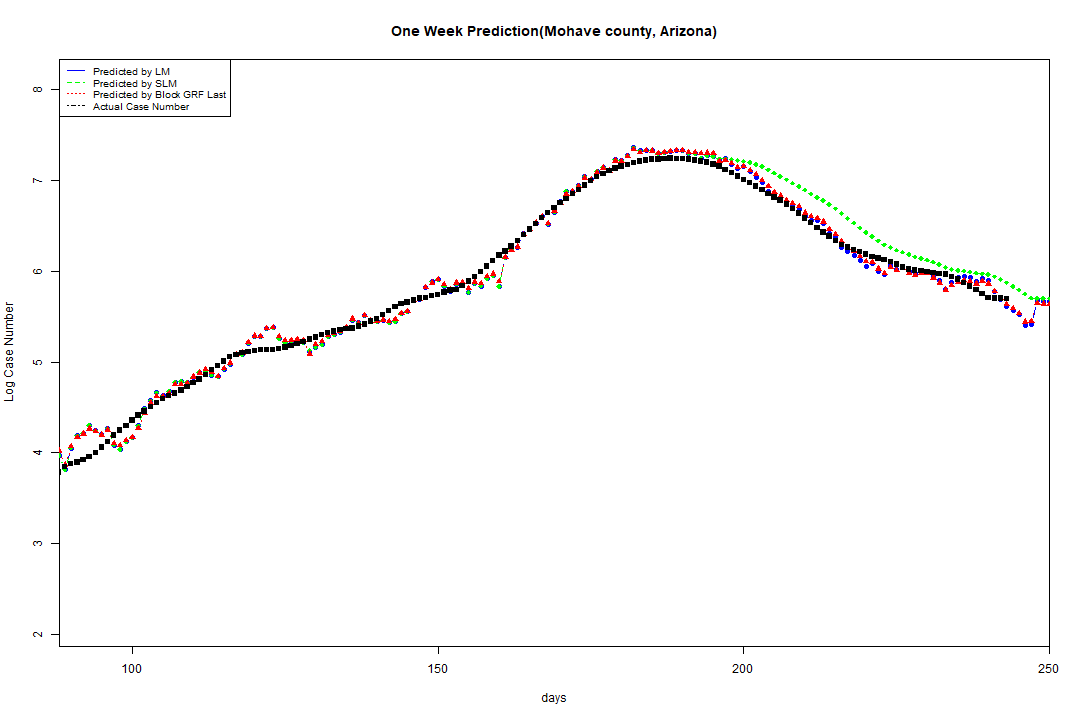 One Week Prediction(Mohave county, Arizona)
Predicted by LM
Predicted by SLM
Predicted by Block GRF Last
Actual Case Number
8
7
6
5
4
3
2
Log Case Number
100
150
200
250
days